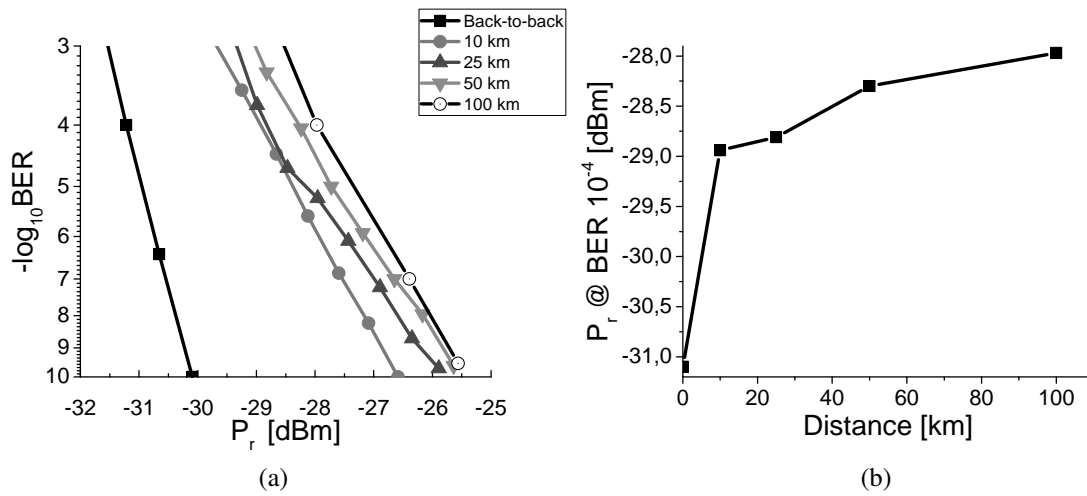 3
4
5
6
7
8
9
10
-log10BER
-32 -31 -30 -29 -28 -27 -26 -25
Pr [dBm]
Back-to-back
10 km
25 km
50 km
100 km
(a)
-28,0
-28,5
-29,0
-29,5
-30,0
-30,5
-31,0
Pr @ BER 10-4 [dBm]
0 20 40 60 80 100
Distance [km]
(b)